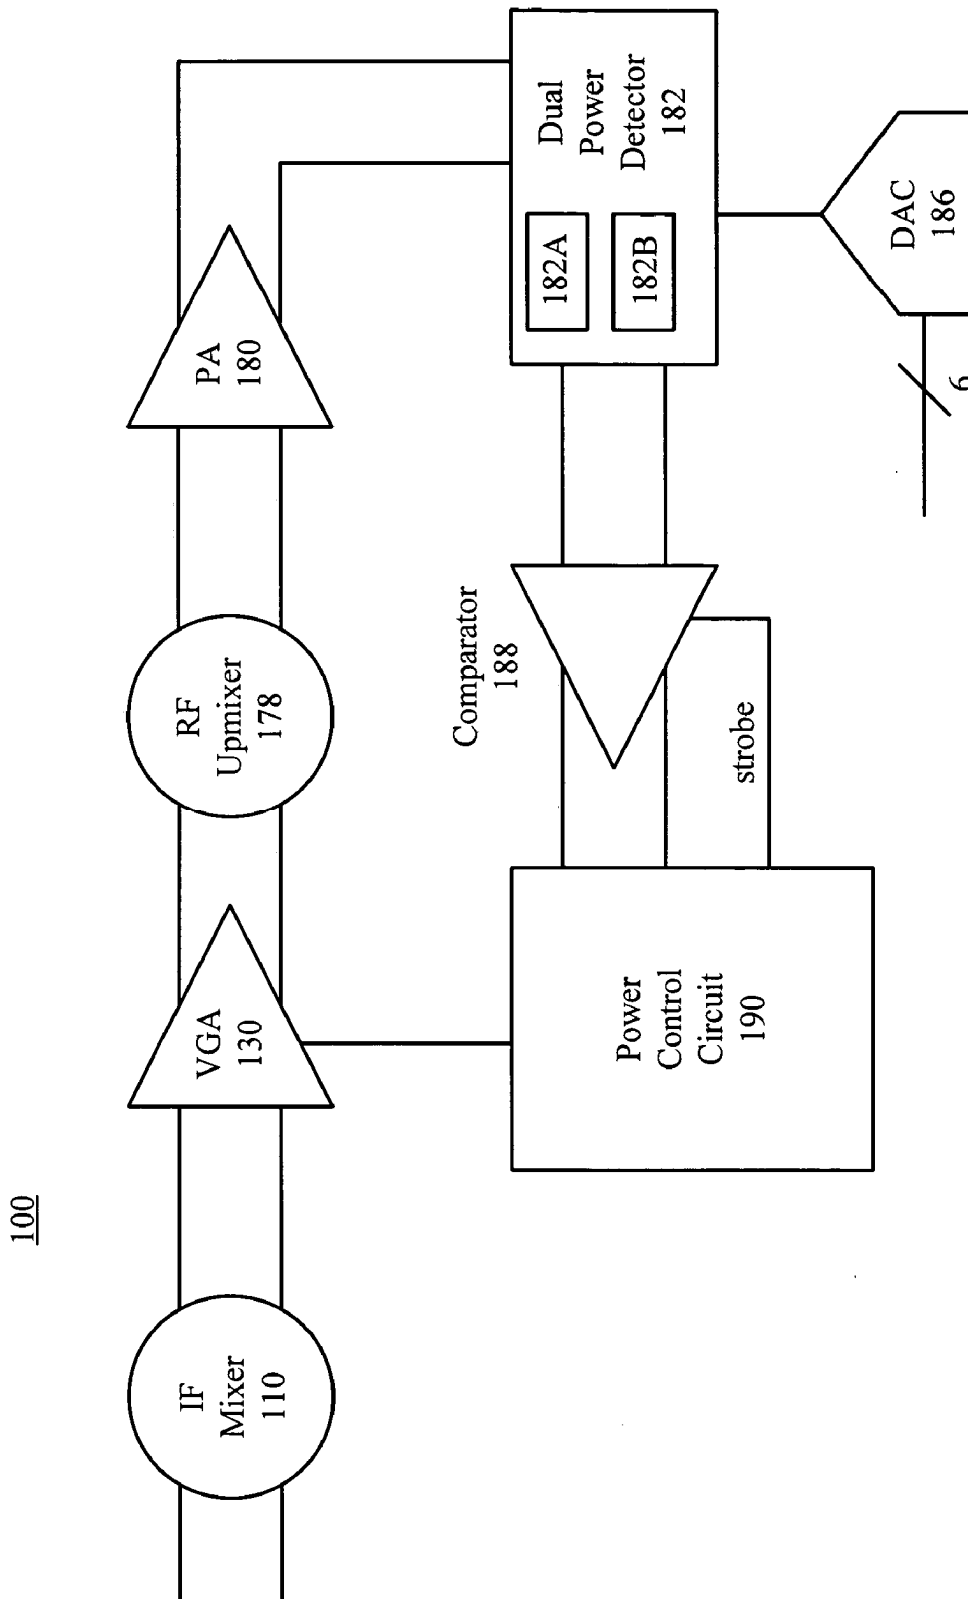 100
IF
Mixer
110
VGA
130
RF
Upmixer
178
PA
180
Power
Control
Circuit
190
strobe
Comparator
188
182A
182B
Dual
Power
Detector
182
6
DAC
186